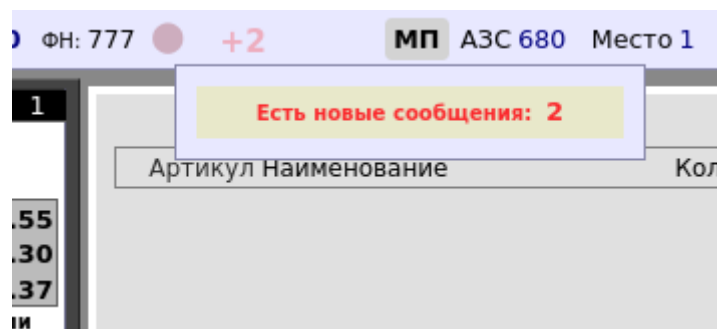 ФН: 777 +2 МП АЗС 680 Место 1
Есть новые сообщения: 2
1
Артикул Наименование
.55
.30
.37